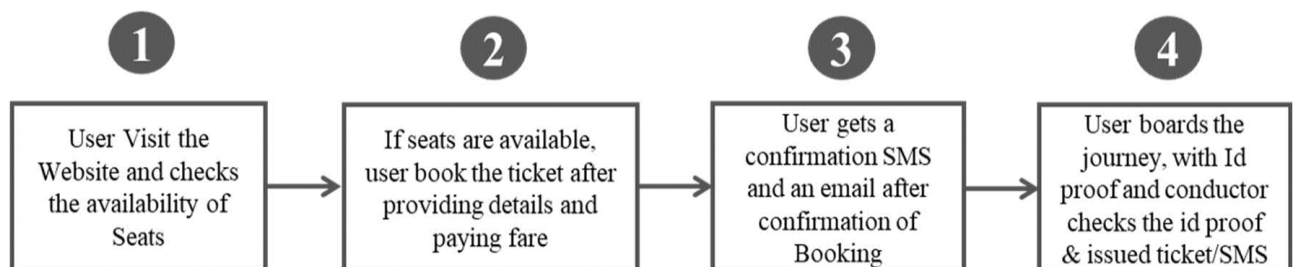 1
User Visit the
Website and checks
the availability of
Seats
2
If seats are available,
user book the ticket after
providing details and
paying fare
3
User gets a
confirmation SMS
and an email after
confirmation of
Booking
4
User boards the
journey, with Id
proof and conductor
checks the id proof
& issued ticket/SMS